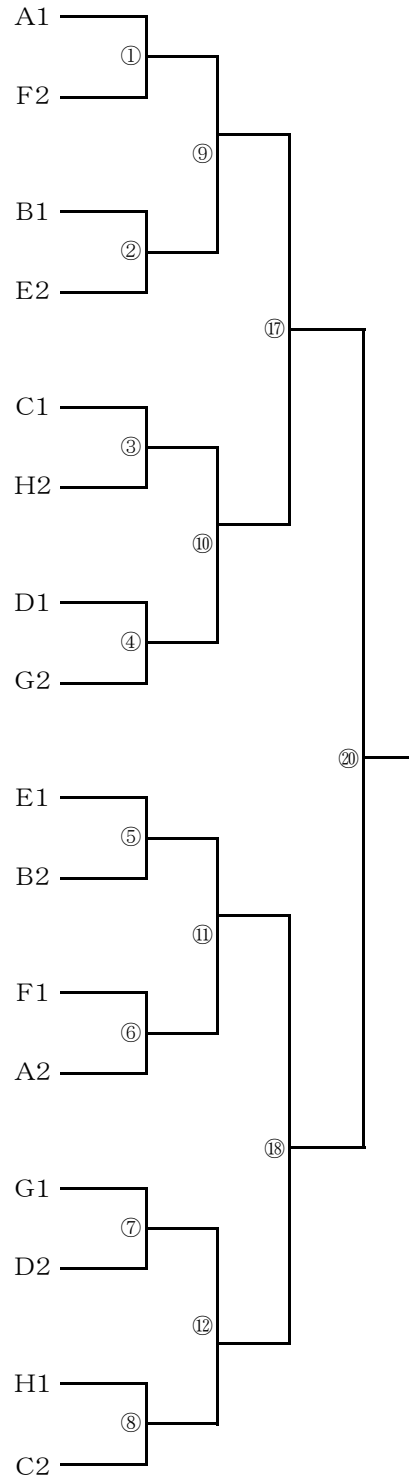 A1
①
F2
⑨
B1
②
E2
⑰
C1
③
H2
⑩
D1
④
G2
⑳
E1
⑤
B2
⑪
F1
⑥
A2
⑱
G1
⑦
D2
⑫
H1
⑧
C2